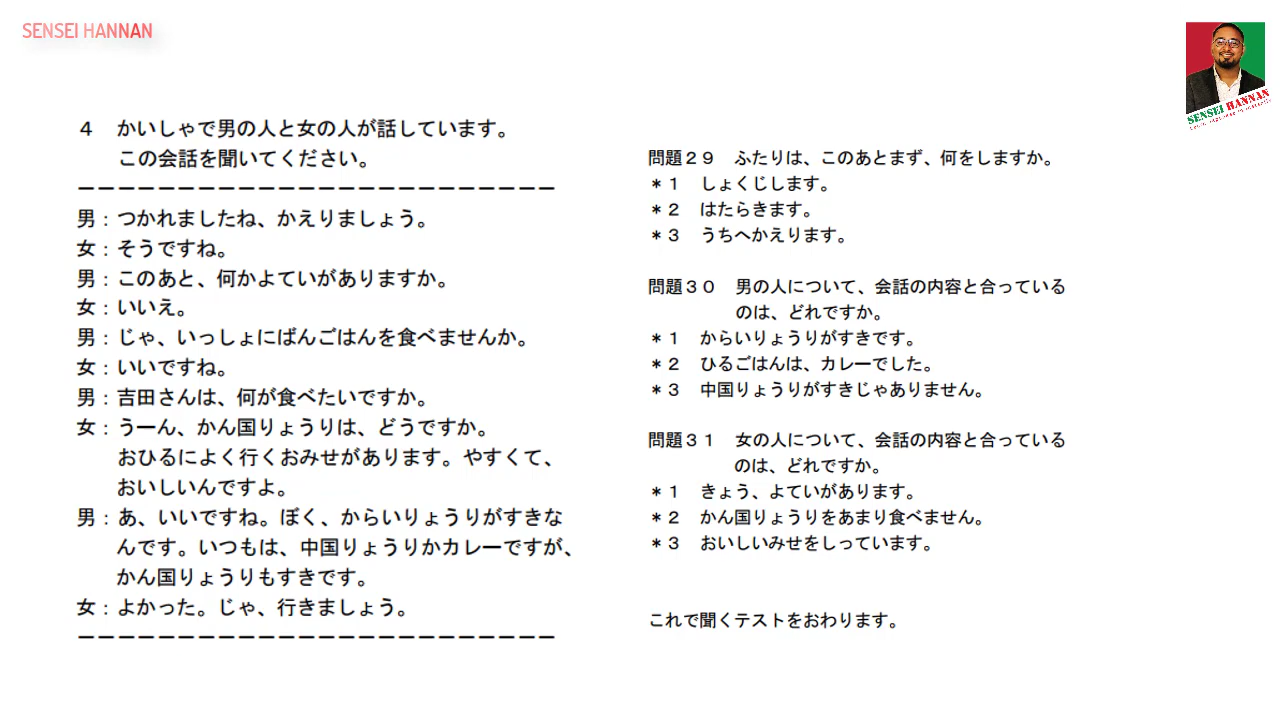 SENSEI HANNAN
SENSEI HANNAN
４　かいしゃで男の人と女の人が話しています。
この会話を聞いてください。
ーーーーーーーーーーーーーーーーーーーーーーーー
男：つかれましたね、かえりましょう。
女：そうですね。
男：このあと、何かよていがありますか。
女：いいえ。
男：じゃ、いっしょにばんごはんを食べませんか。
女：いいですね。
男：吉田さんは、何が食べたいですか。
女：うーん、かん国りょうりは、どうですか。
おひるによく行くおみせがあります。やすくて、
おいしいんですよ。
男：あ、いいですね。ぼく、からいりょうりがすきな
んです。いつもは、中国りょうりかカレーですが、
かん国りょうりもすきです。
女：よかった。じゃ、行きましょう。
ーーーーーーーーーーーーーーーーーーーーーーーー
問題２９　ふたりは、このあとまず、何をしますか。
＊１　しょくじします。
＊２　はたらきます。
＊３　うちへかえります。
問題３０　男の人について、会話の内容と合っている
のは、どれですか。
＊１　からいりょうりがすきです。
＊２　ひるごはんは、カレーでした。
＊３　中国りょうりがすきじゃありません。
問題３１　女の人について、会話の内容と合っている
のは、どれですか。
＊１　きょう、よていがあります。
＊２　かん国りょうりをあまり食べません。
＊３　おいしいみせをしっています。
これで聞くテストをおわります。